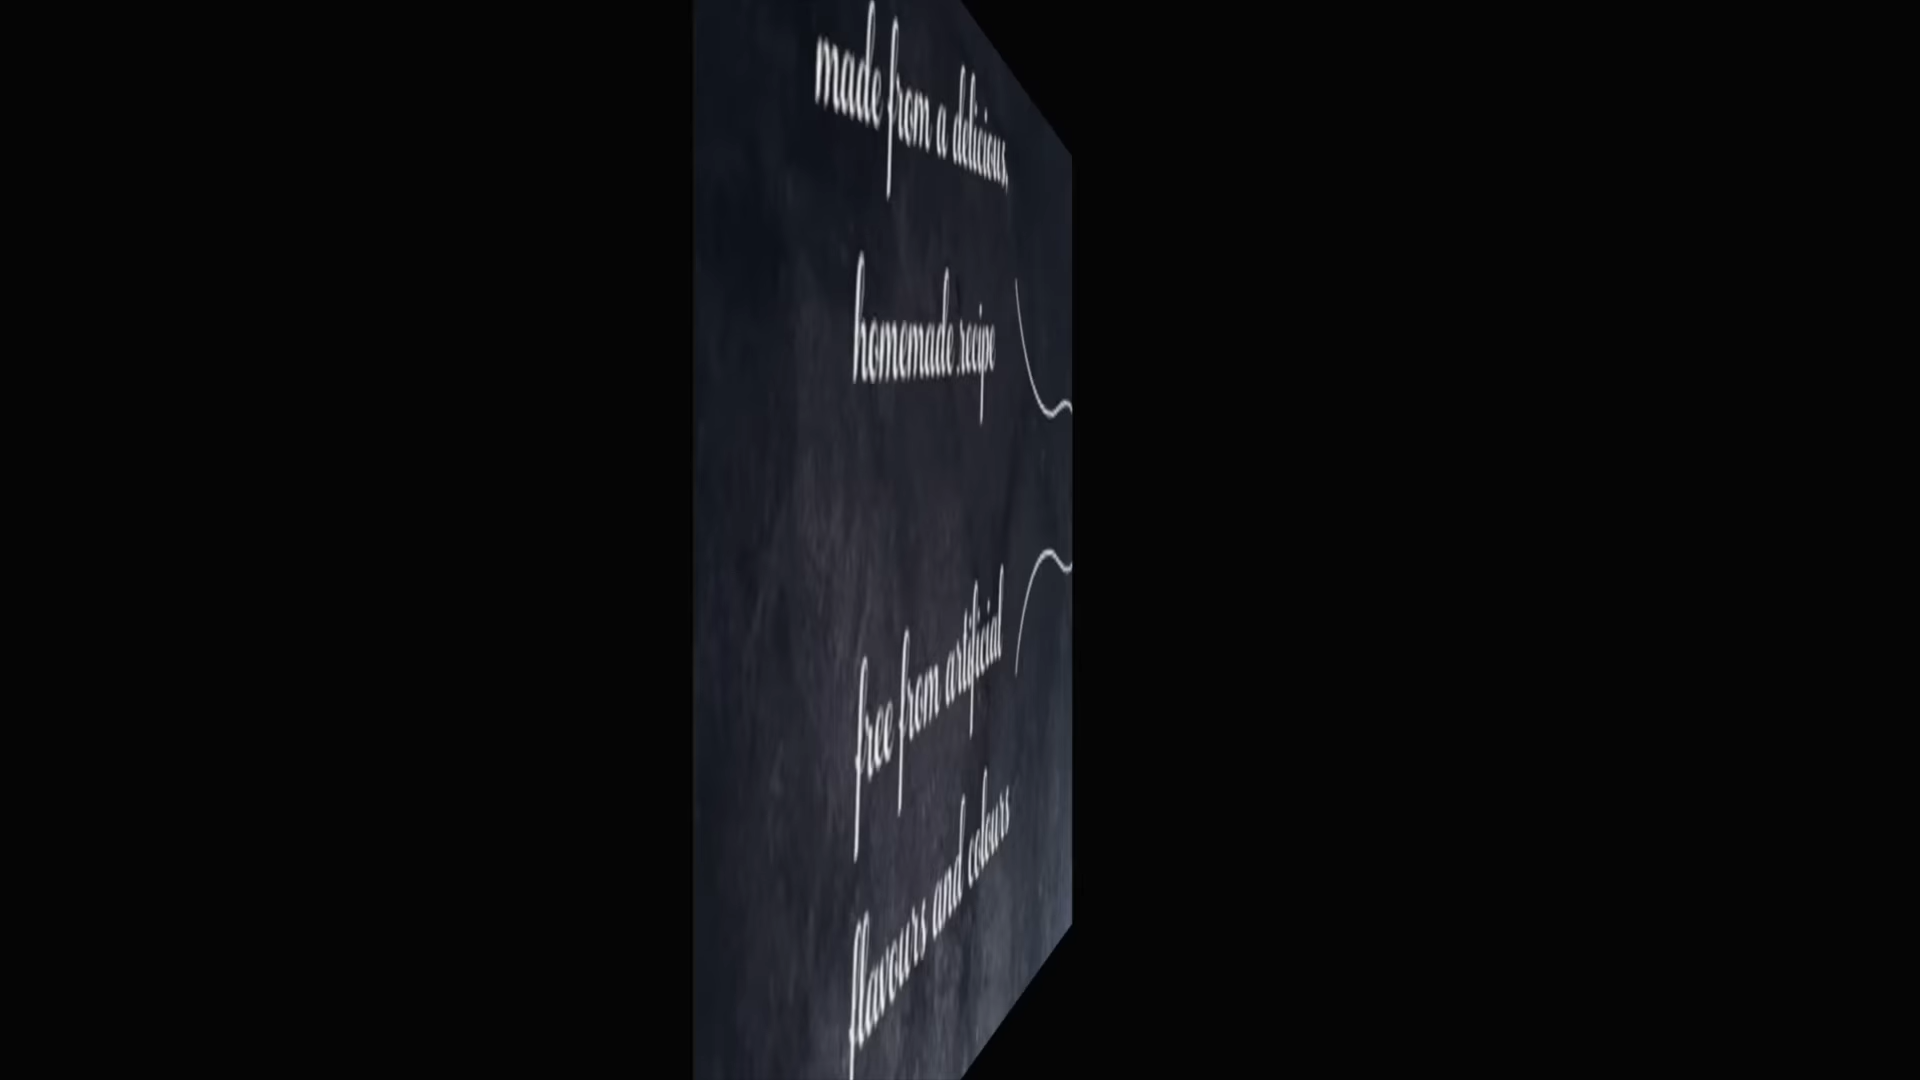 made from a delicious,
homemade recipe
free from artificial
flavours and colours